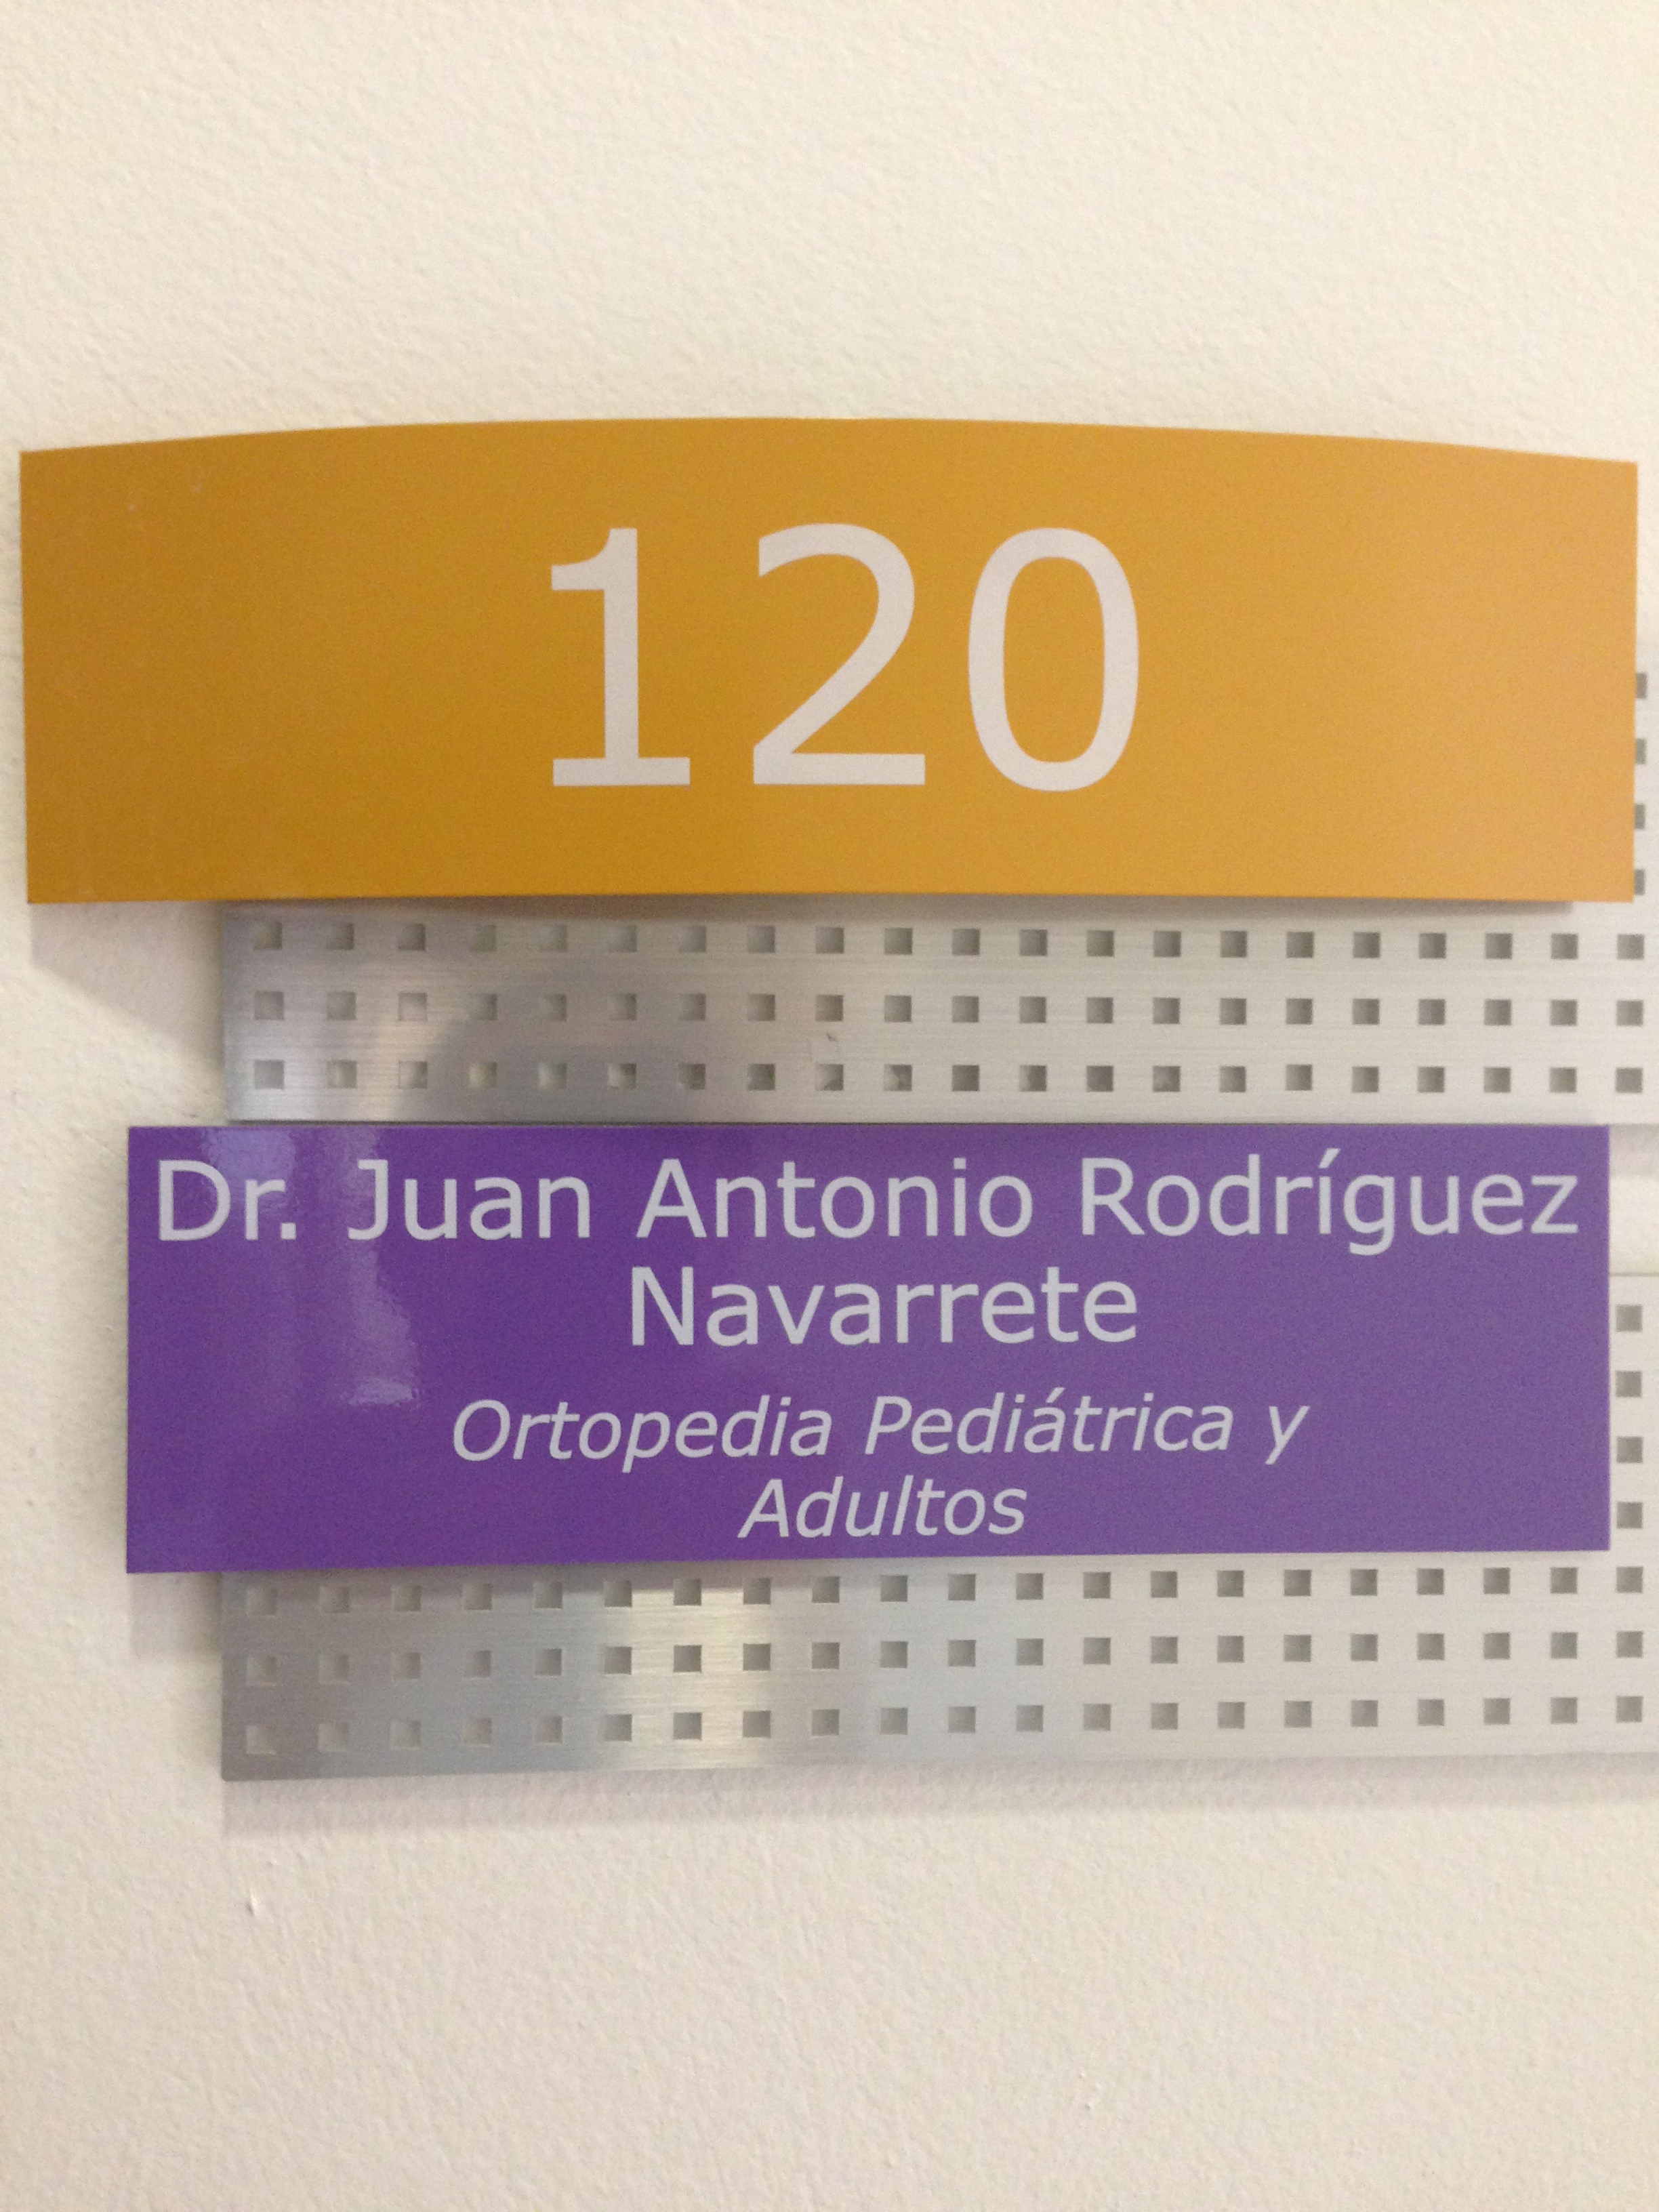 120
Dr. Juan Antonio Rodríguez
Navarrete
Ortopedia Pediátrica y
Adultos